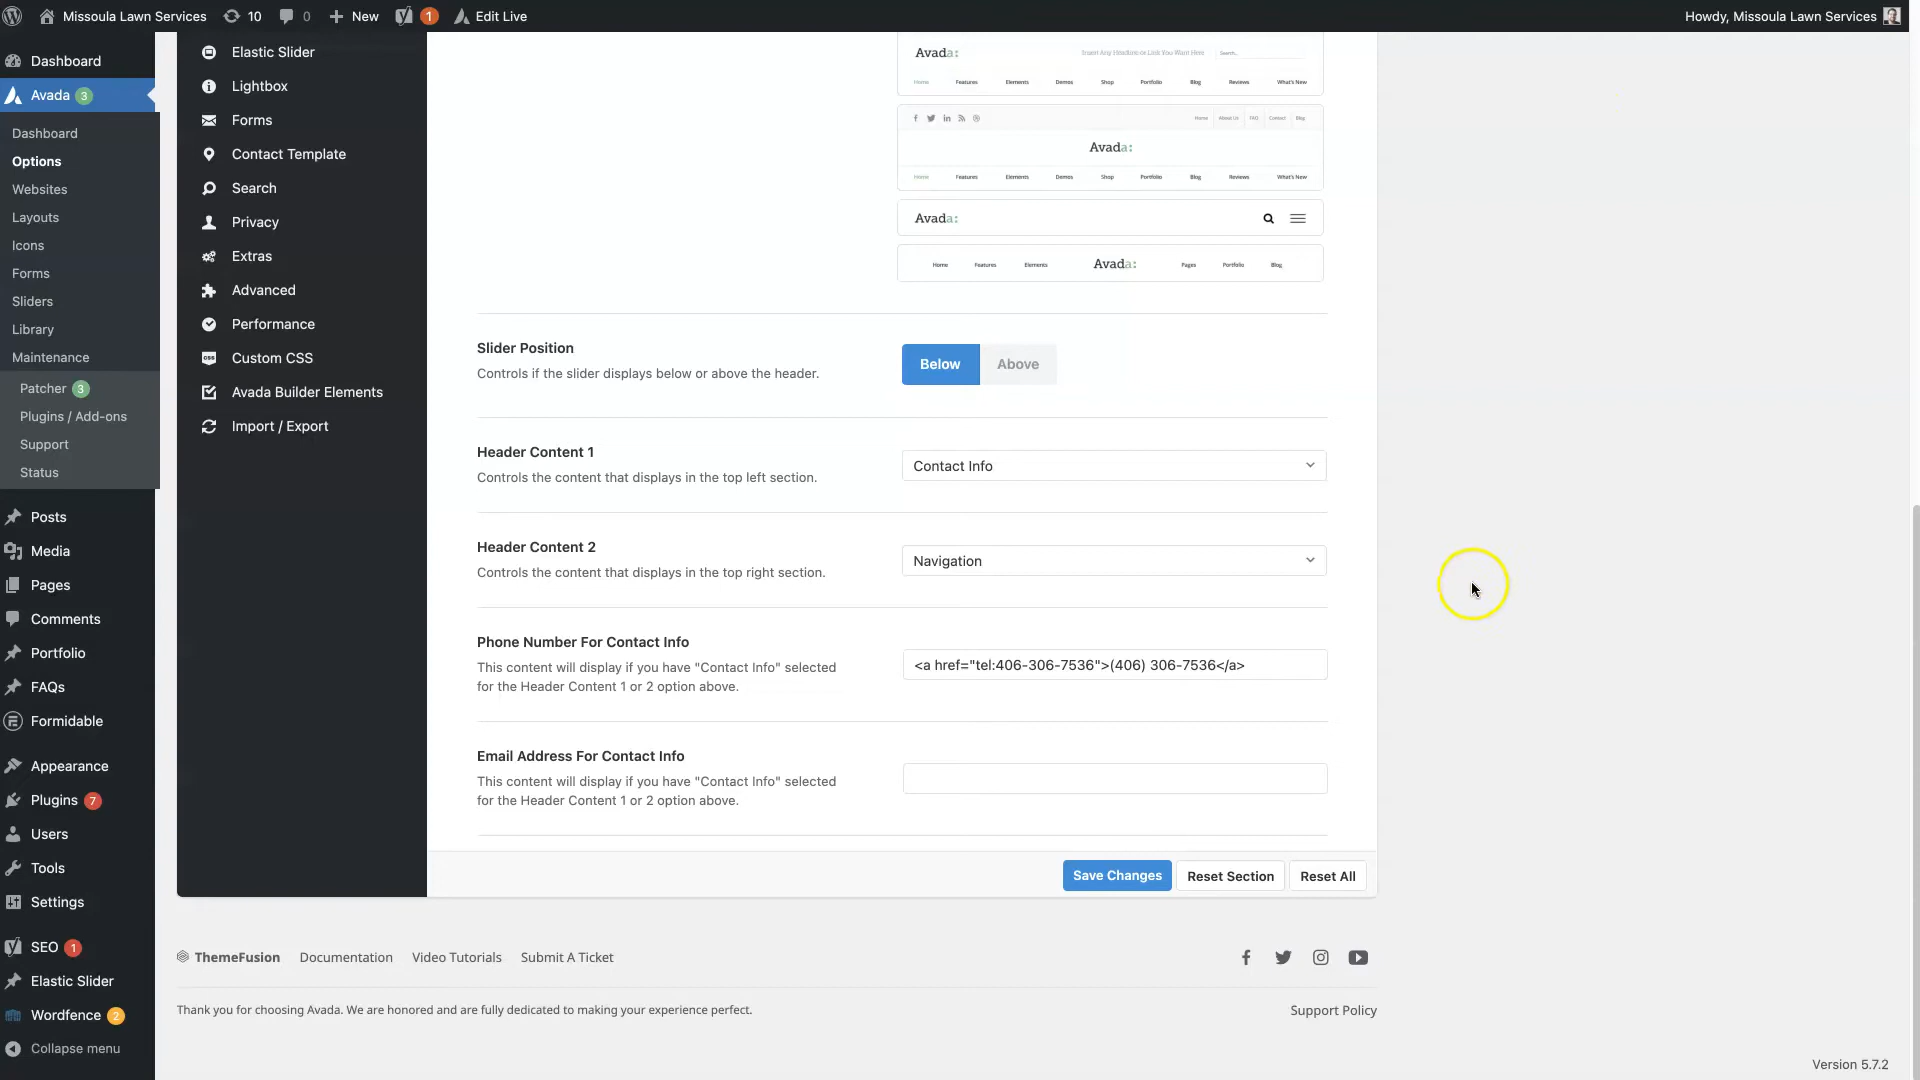 Missoula Lawn Services
10
0
New
1
Edit Live
Howdy, Missoula Lawn Services
Dashboard
Avada 3
Dashboard
Options
Websites
Layouts
Icons
Forms
Sliders
Library
Maintenance
Patcher 3
Plugins / Add-ons
Support
Status
Posts
Media
Pages
Comments
Portfolio
FAQs
Formidable
Appearance
Plugins 7
Users
Tools
Settings
SEO 1
Elastic Slider
Wordfence 2
Collapse menu
Elastic Slider
Lightbox
Forms
Contact Template
Search
Privacy
Extras
Advanced
Performance
Custom CSS
Avada Builder Elements
Import / Export
Avada: Insert Any Headline or Link You Want Here Search...
Home Features Elements Demos Shop Portfolio Blog Reviews What's New
Home About Us FAQ Contact Blog
Avada:
Home Features Elements Demos Shop Portfolio Blog Reviews What's New
Avada:
Home Features Elements Avada: Pages Portfolio Blog
Slider Position
Controls if the slider displays below or above the header.
Below Above
Header Content 1
Controls the content that displays in the top left section.
Contact Info
Header Content 2
Controls the content that displays in the top right section.
Navigation
Phone Number For Contact Info
This content will display if you have "Contact Info" selected
for the Header Content 1 or 2 option above.
<a href="tel:406-306-7536">(406) 306-7536</a>
Email Address For Contact Info
This content will display if you have "Contact Info" selected
for the Header Content 1 or 2 option above.
Save Changes Reset Section Reset All
ThemeFusion Documentation Video Tutorials Submit A Ticket
Thank you for choosing Avada. We are honored and are fully dedicated to making your experience perfect.
Support Policy
Version 5.7.2